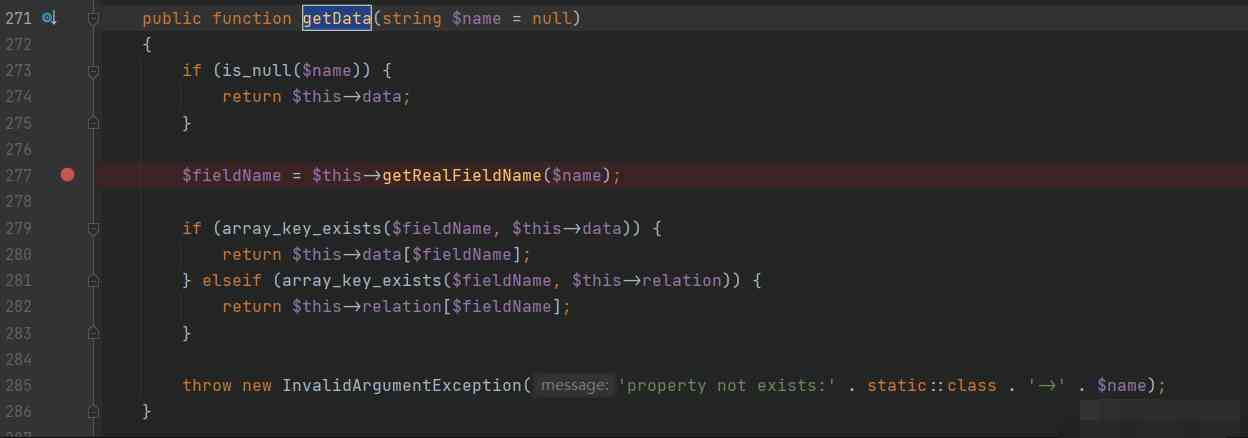 271 public function getData(string $name = null)
272 {
273 if (is_null($name)) {
274 return $this->data;
275 }
276
277 $fieldName = $this->getRealFieldName($name);
278
279 if (array_key_exists($fieldName, $this->data)) {
280 return $this->data[$fieldName];
281 } elseif (array_key_exists($fieldName, $this->relation)) {
282 return $this->relation[$fieldName];
283 }
284
285 throw new InvalidArgumentException( message: 'property not exists:' . static::class . '->' . $name);
286 }